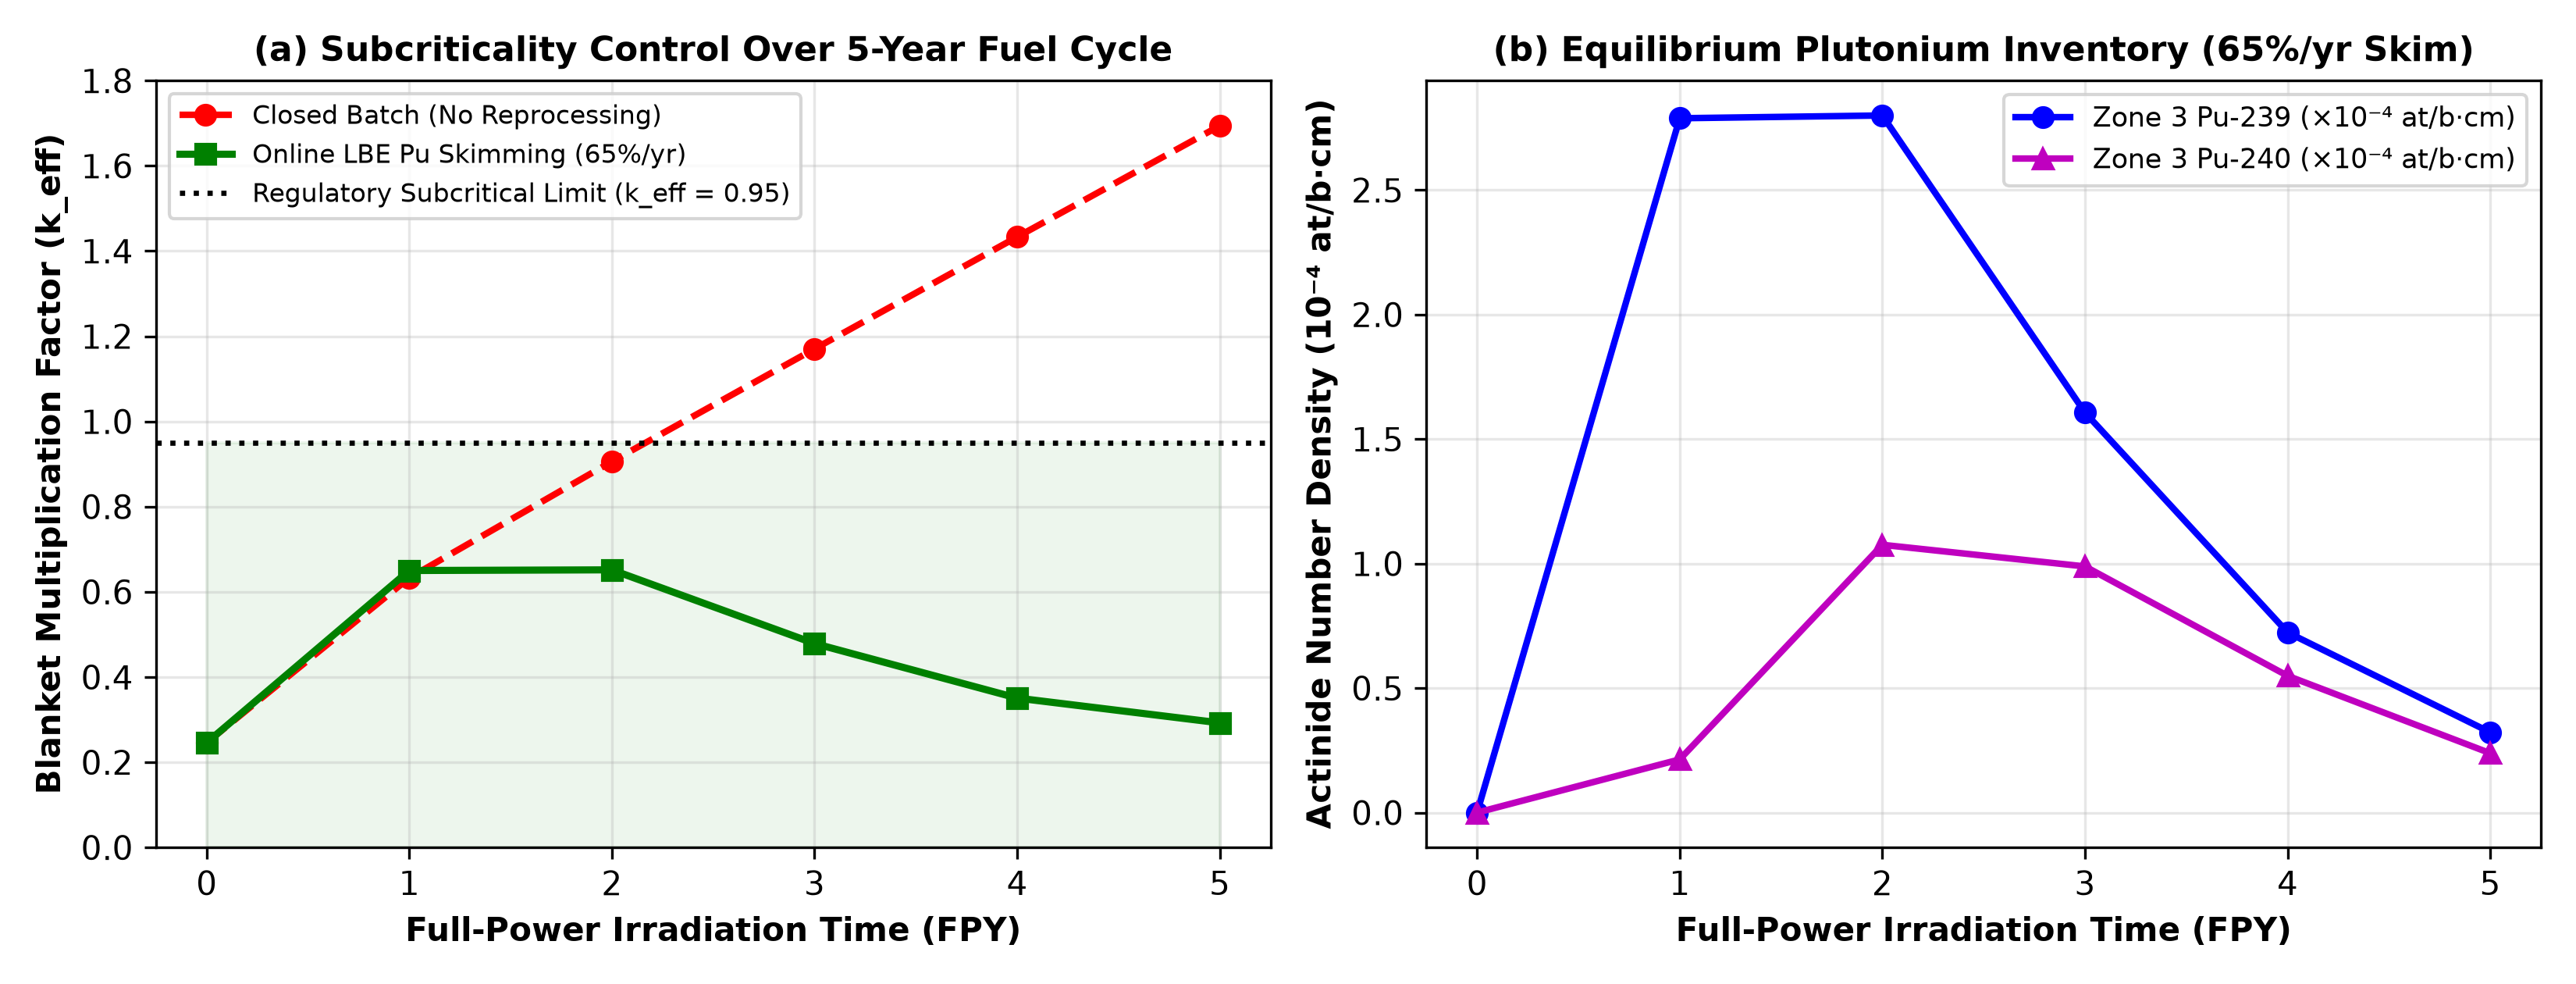 (a) Subcriticality Control Over 5-Year Fuel Cycle
Blanket Multiplication Factor (k_eff)
1.8
1.6
1.4
1.2
1.0
0.8
0.6
0.4
0.2
0.0
Closed Batch (No Reprocessing)
Online LBE Pu Skimming (65%/yr)
Regulatory Subcritical Limit (k_eff = 0.95)
0 1 2 3 4 5
Full-Power Irradiation Time (FPY)
(b) Equilibrium Plutonium Inventory (65%/yr Skim)
Actinide Number Density (10⁻⁴ at/b·cm)
2.5
2.0
1.5
1.0
0.5
0.0
Zone 3 Pu-239 (×10⁻⁴ at/b·cm)
Zone 3 Pu-240 (×10⁻⁴ at/b·cm)
0 1 2 3 4 5
Full-Power Irradiation Time (FPY)